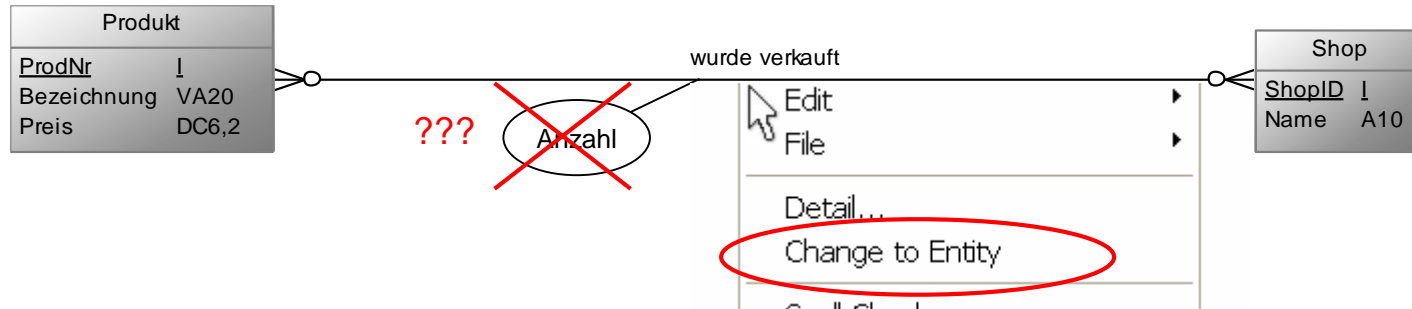 Produkt
ProdNr I
Bezeichnung VA20
Preis DC6,2
wurde verkauft
???
Anzahl
Edit
File
Detail...
Change to Entity
Shop
ShopID I
Name A10